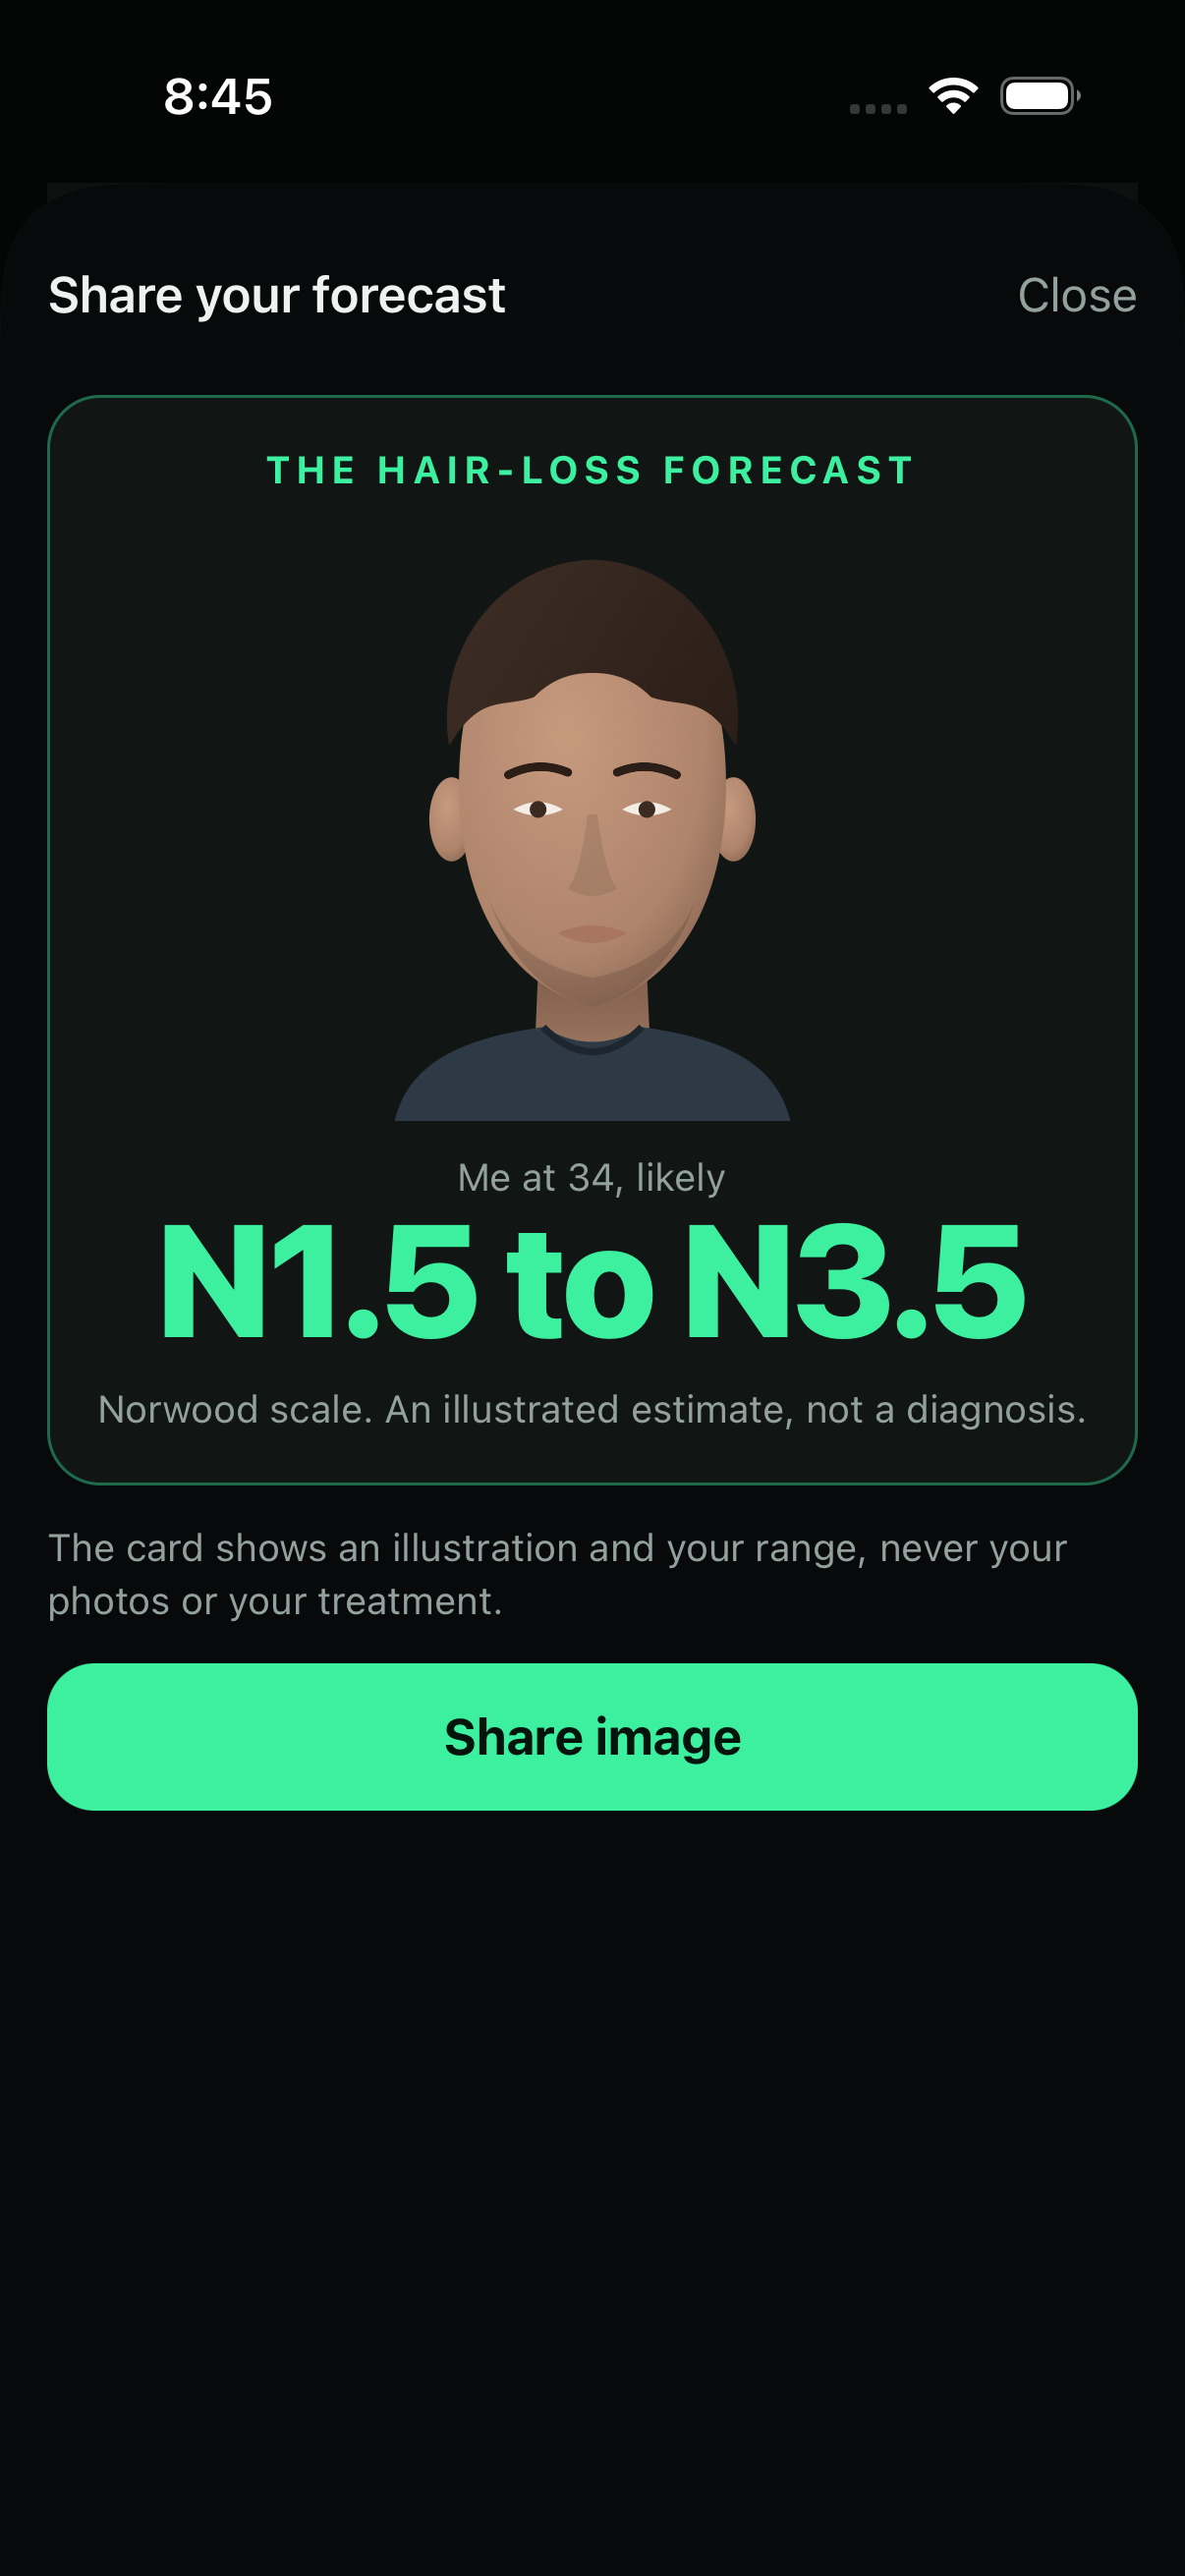 8:45
Share your forecast
Close
THE HAIR-LOSS FORECAST
Me at 34, likely
N1.5 to N3.5
Norwood scale. An illustrated estimate, not a diagnosis.
The card shows an illustration and your range, never your
photos or your treatment.
Share image